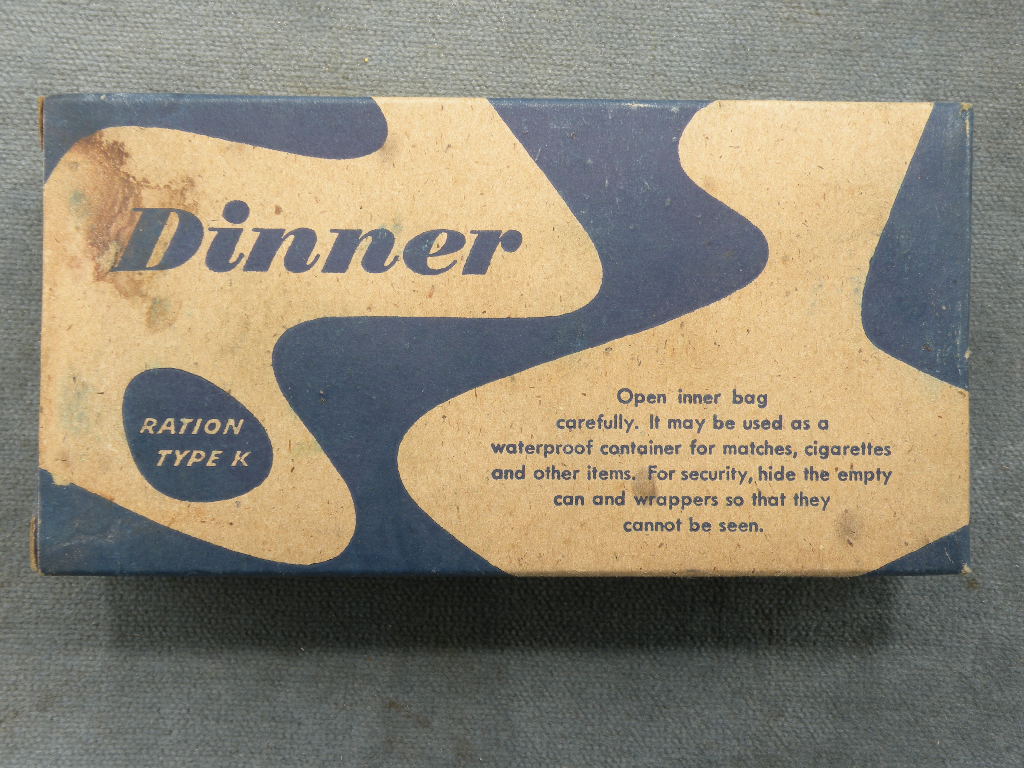 Dinner
RATION
TYPE K
Open inner bag
carefully. It may be used as a
waterproof container for matches, cigarettes
and other items. For security, hide the empty
can and wrappers so that they
cannot be seen.